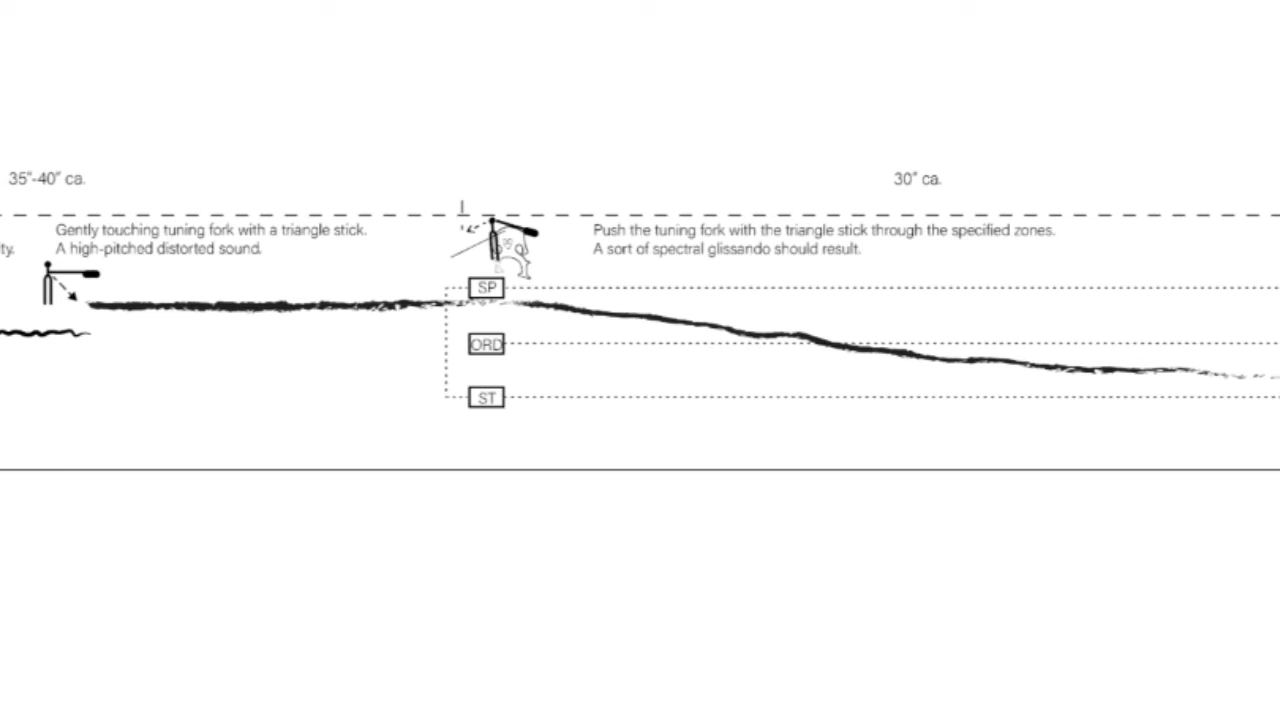 35"-40" ca.
30" ca.
lty.
Gently touching tuning fork with a triangle stick.
A high-pitched distorted sound.
Push the tuning fork with the triangle stick through the specified zones.
A sort of spectral glissando should result.
SP
ORD
ST